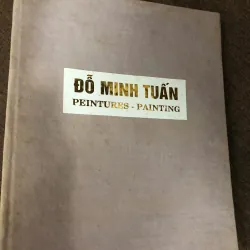 ĐỖ MINH TUẤN
PEINTURES - PAINTING